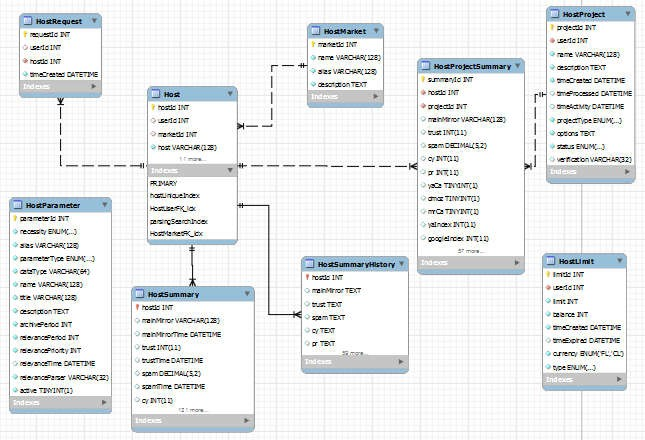 HostRequest
requestId INT
userId INT
hostId INT
timeCreated DATETIME
Indexes
HostMarket
marketId INT
name VARCHAR(128)
alias VARCHAR(128)
description TEXT
Indexes
HostProject
projectId INT
userId INT
name VARCHAR(128)
description TEXT
timeCreated DATETIME
timeProcessed DATETIME
timeActivity DATETIME
projectType ENUM(...)
options TEXT
status ENUM(...)
verification VARCHAR(32)
Indexes
HostProjectSummary
summaryId INT
hostId INT
projectId INT
mainMirror VARCHAR(128)
trust INT(11)
spam DECIMAL(5,2)
cy INT(11)
pr INT(11)
yaCa TINYINT(1)
dmoz TINYINT(1)
mrCa TINYINT(1)
yaIndex INT(11)
googleIndex INT(11)
57 more...
Indexes
Host
hostId INT
userId INT
marketId INT
host VARCHAR(128)
11 more...
Indexes
PRIMARY
hostUniqueIndex
HostUserFK_idx
parsingSearchIndex
HostMarketFK_idx
HostParameter
parameterId INT
necessity ENUM(...)
alias VARCHAR(128)
parameterType ENUM(...)
dataType VARCHAR(64)
name VARCHAR(128)
title VARCHAR(128)
description TEXT
archivePeriod INT
relevancePeriod INT
relevancePriority INT
relevanceTime DATETIME
relevanceParser VARCHAR(32)
active TINYINT(1)
Indexes
HostSummary
hostId INT
mainMirror VARCHAR(128)
mainMirrorTime DATETIME
trust INT(11)
trustTime DATETIME
spam DECIMAL(5,2)
spamTime DATETIME
cy INT(11)
121 more...
Indexes
HostSummaryHistory
hostId INT
mainMirror TEXT
trust TEXT
spam TEXT
cy TEXT
pr TEXT
59 more...
Indexes
HostLimit
limitId INT
userId INT
limit INT
balance INT
timeCreated DATETIME
timeExpired DATETIME
currency ENUM('FL','CL')
type ENUM(...)
Indexes